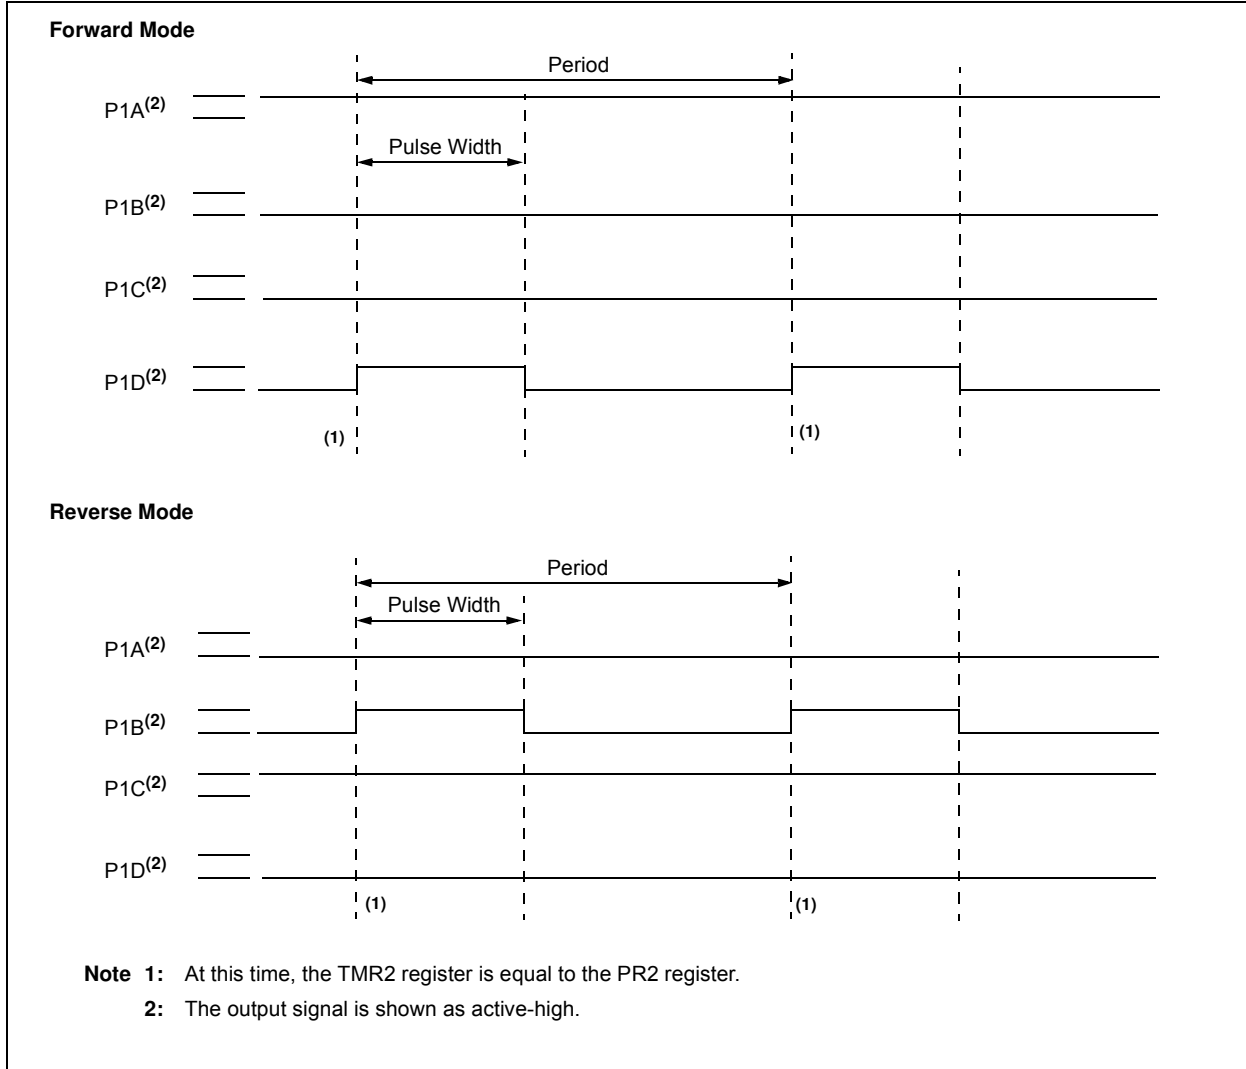 Forward Mode
Period
P1A(2)
Pulse Width
P1B(2)
P1C(2)
P1D(2)
(1)
(1)
Reverse Mode
Period
Pulse Width
P1A(2)
P1B(2)
P1C(2)
P1D(2)
(1)
(1)
Note 1: At this time, the TMR2 register is equal to the PR2 register.
2: The output signal is shown as active-high.